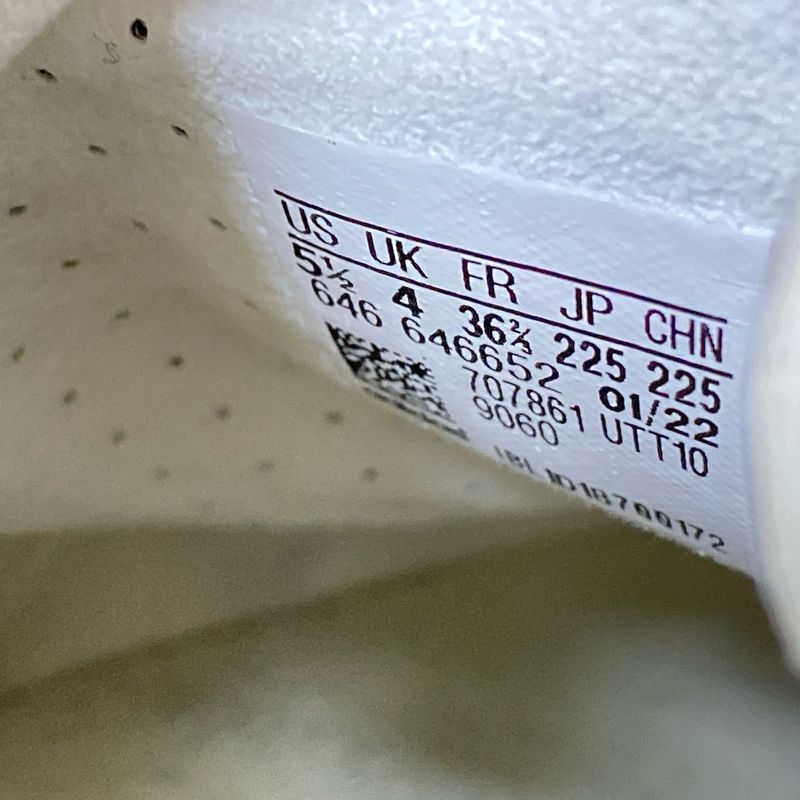 US UK FR JP CHN
5½ 4 36⅔ 225 225
646 646652 01/22
707861 UTT10
9060
1BL1D1B700172